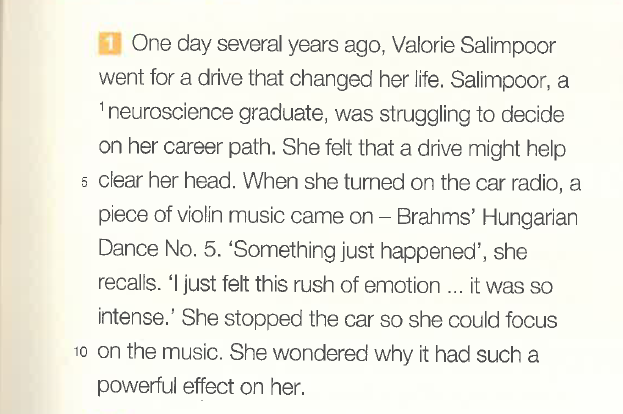 1 One day several years ago, Valorie Salimpoor
went for a drive that changed her life. Salimpoor, a
¹ neuroscience graduate, was struggling to decide
on her career path. She felt that a drive might help
5 clear her head. When she turned on the car radio, a
piece of violin music came on – Brahms' Hungarian
Dance No. 5. 'Something just happened', she
recalls. 'I just felt this rush of emotion ... it was so
intense.' She stopped the car so she could focus
10 on the music. She wondered why it had such a
powerful effect on her.